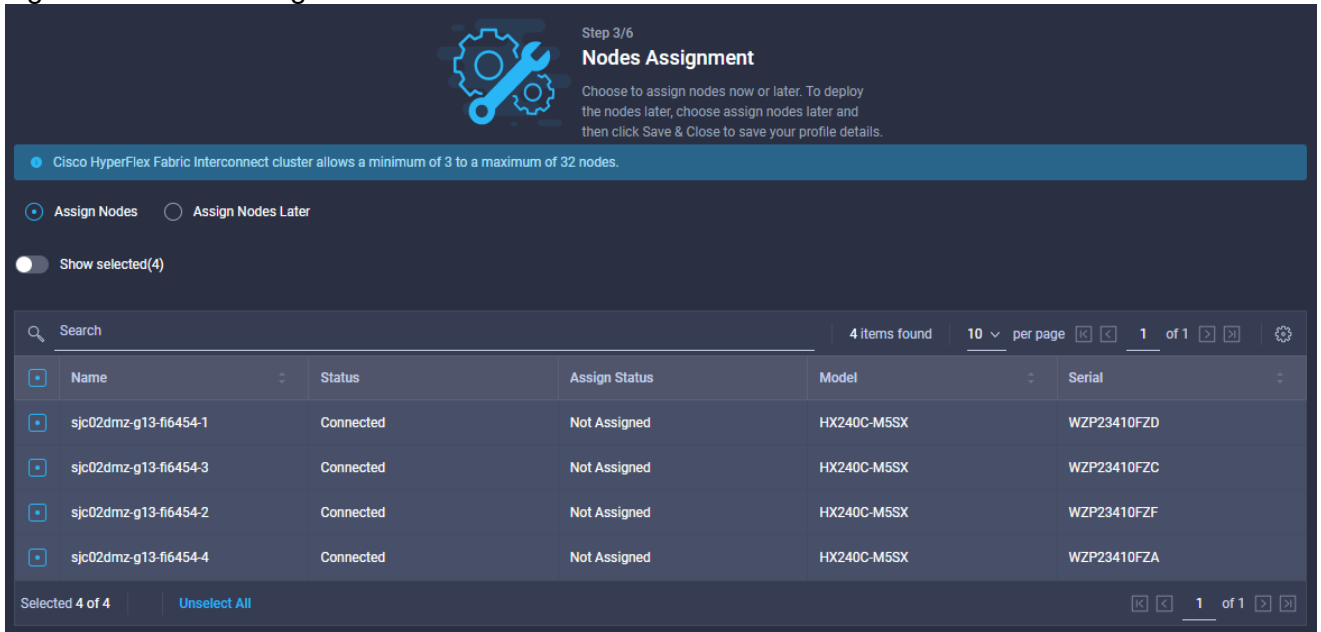 Step 3/6
Nodes Assignment
Choose to assign nodes now or later. To deploy
the nodes later, choose assign nodes later and
then click Save & Close to save your profile details.
Cisco HyperFlex Fabric Interconnect cluster allows a minimum of 3 to a maximum of 32 nodes.
Assign Nodes Assign Nodes Later
Show selected(4)
Search 4 items found 10 per page 1 of 1
Name Status Assign Status Model Serial
sjc02dmz-g13-fi6454-1 Connected Not Assigned HX240C-M5SX WZP23410FZD
sjc02dmz-g13-fi6454-3 Connected Not Assigned HX240C-M5SX WZP23410FZC
sjc02dmz-g13-fi6454-2 Connected Not Assigned HX240C-M5SX WZP23410FZF
sjc02dmz-g13-fi6454-4 Connected Not Assigned HX240C-M5SX WZP23410FZA
Selected 4 of 4 Unselect All 1 of 1